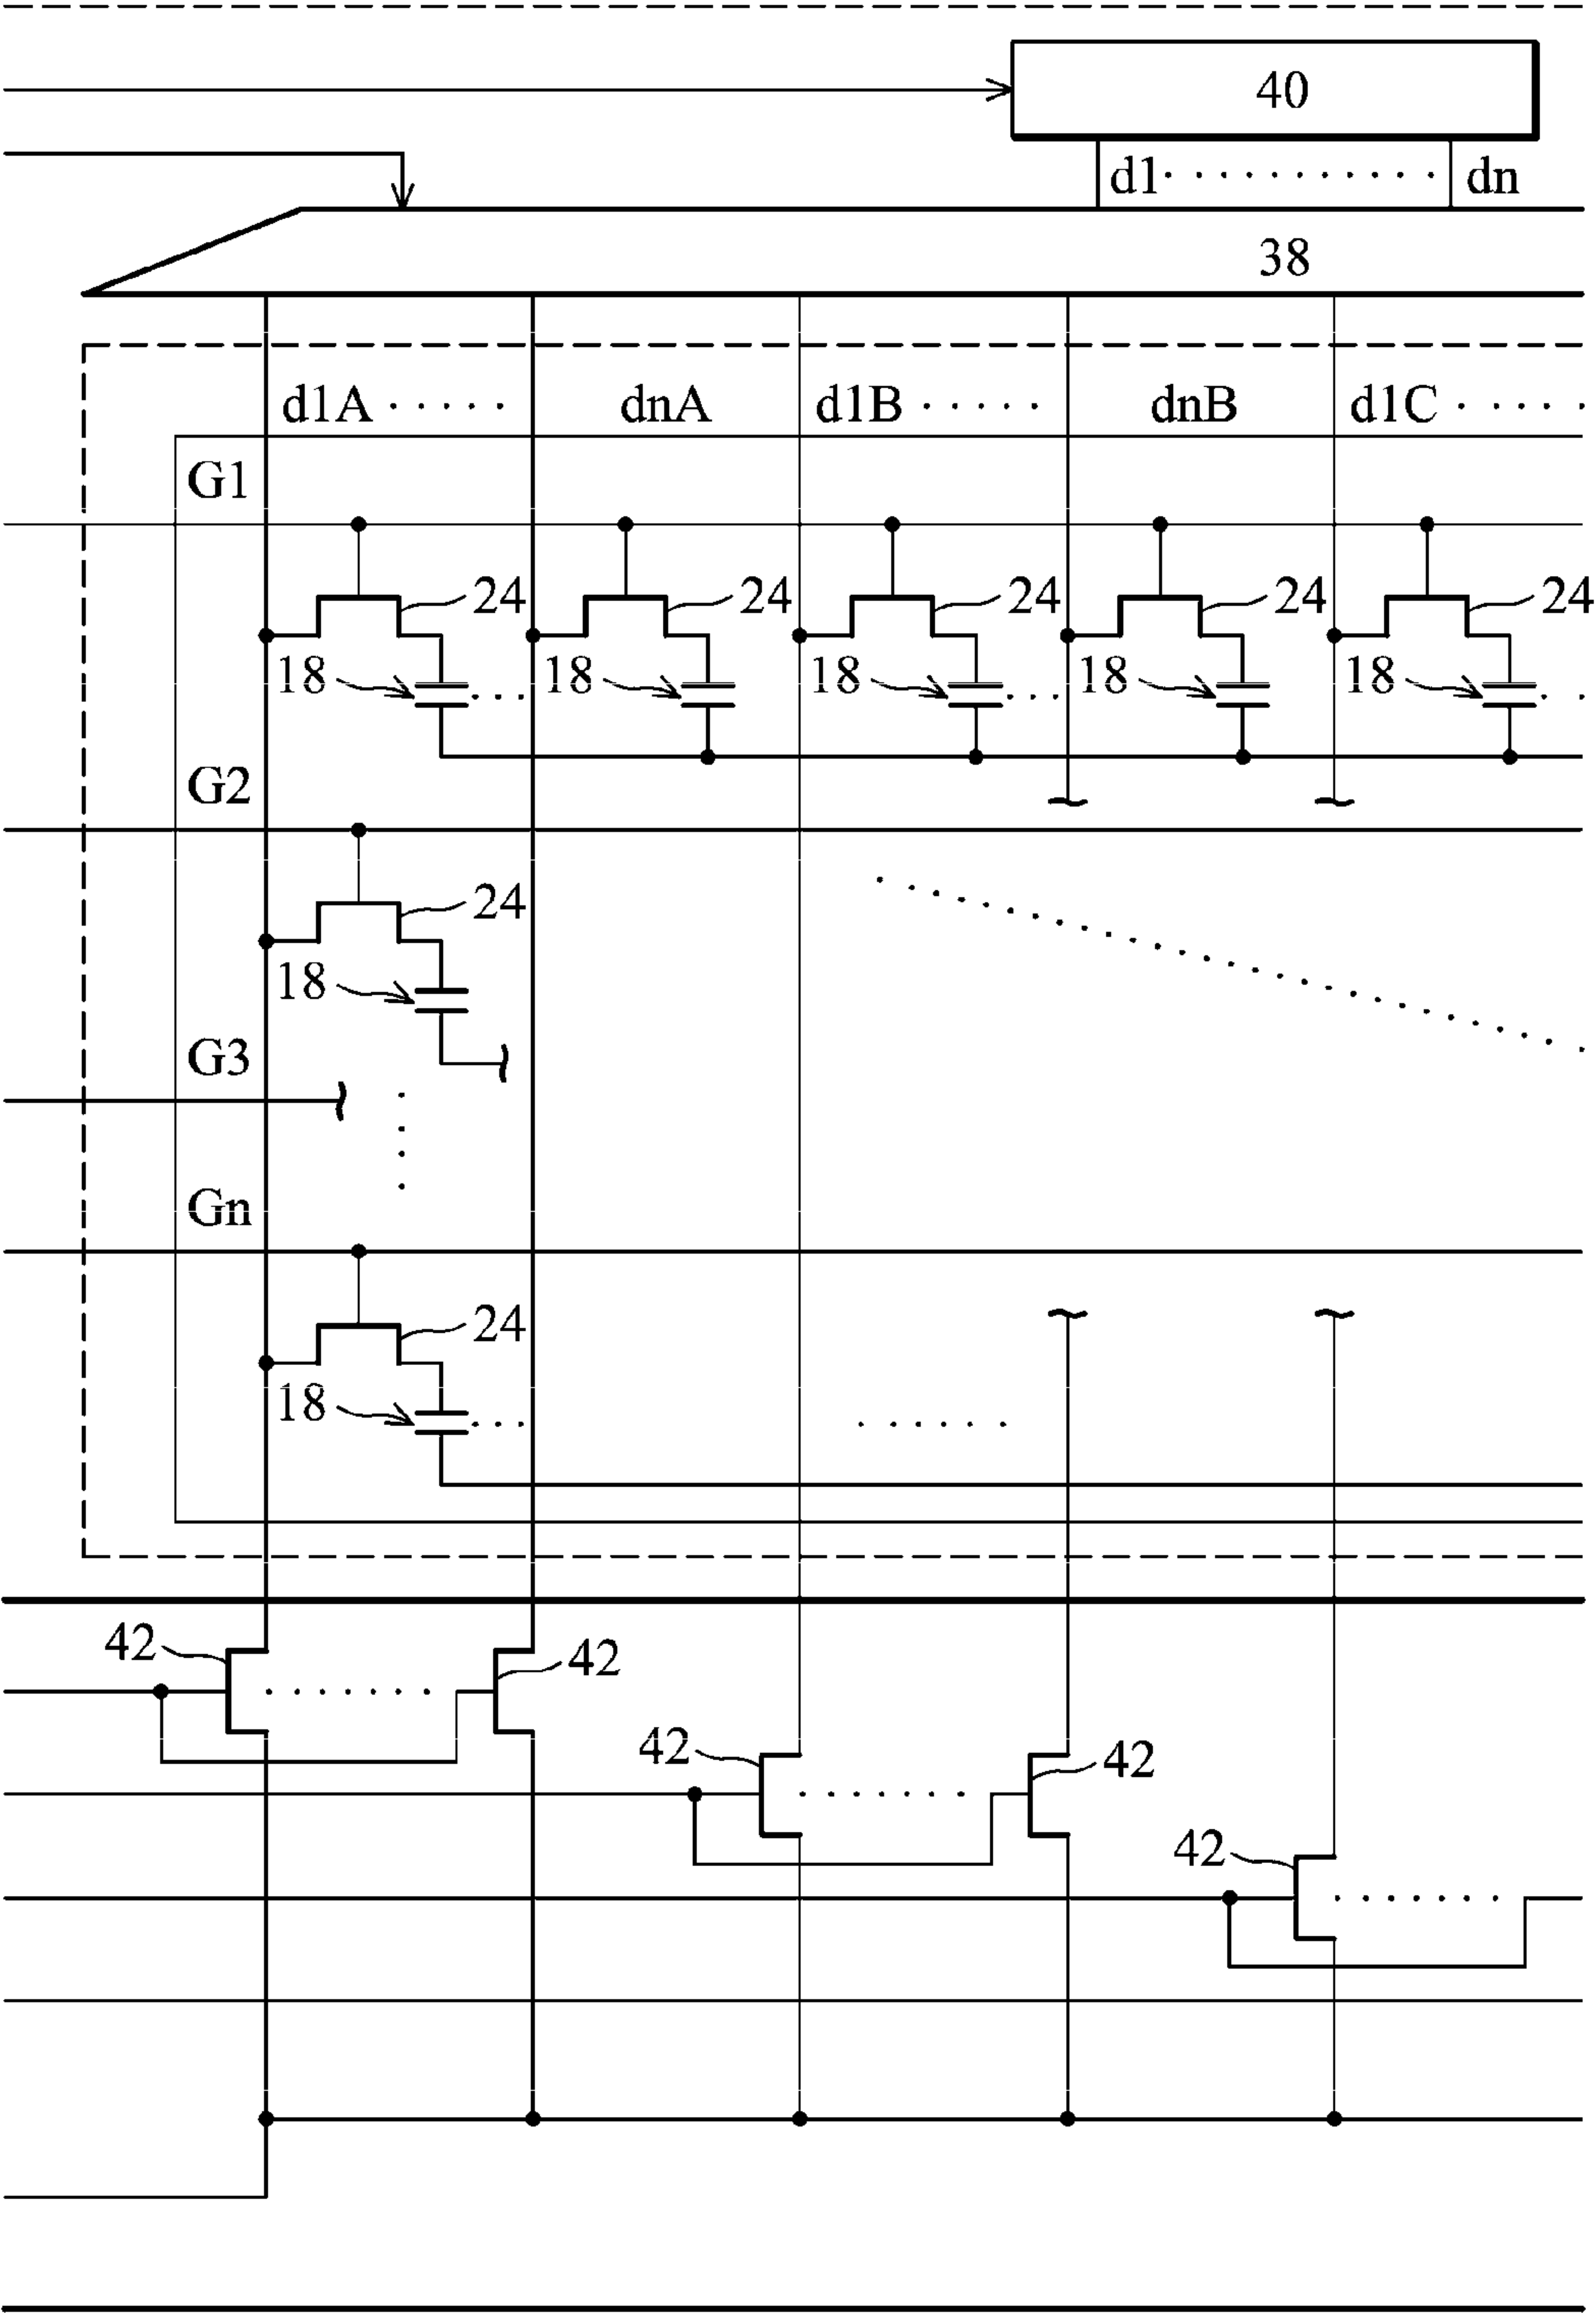 40
d1 · · · · · · · · · · · dn
38
d1A · · · · · dnA d1B · · · · · dnB d1C · · · · ·
G1
24 24 24 24 24
18 18 18 18 18
G2
24
18
G3
Gn
24
18
42 42
42 42
42